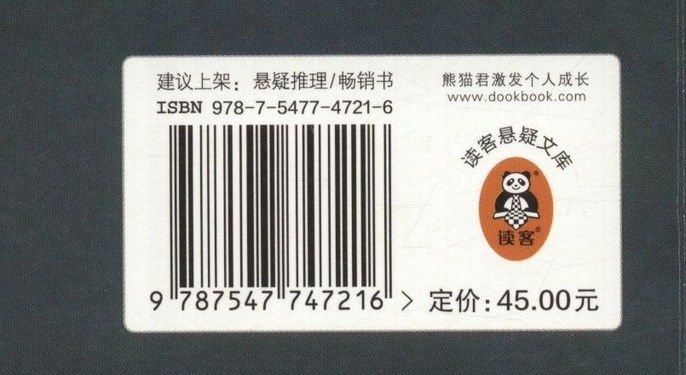 建议上架：悬疑推理/畅销书
ISBN 978-7-5477-4721-6
9 787547 747216 >
熊猫君激发个人成长
www.dookbook.com
读客悬疑文库
读客®
定价：45.00元